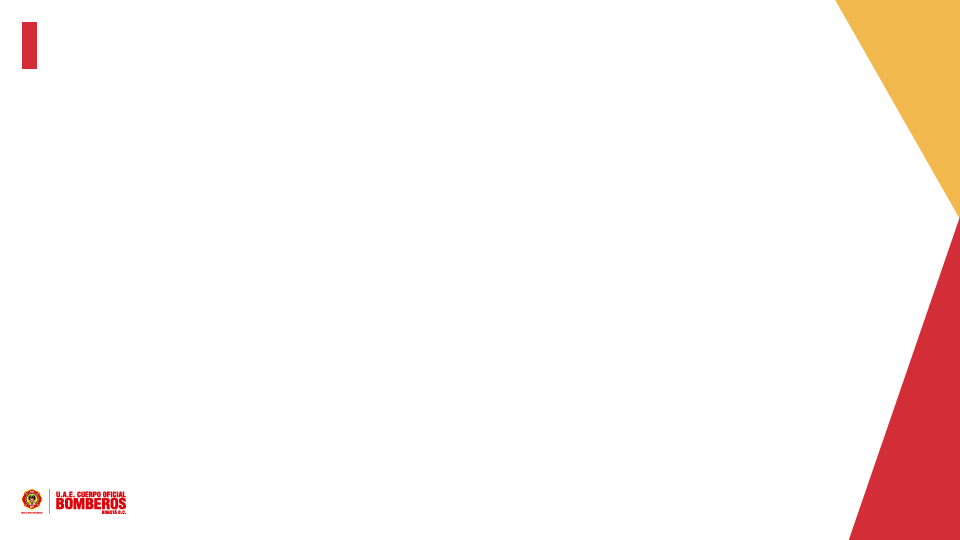 U.A.E. CUERPO OFICIAL
BOMBEROS
BOGOTÁ D.C.